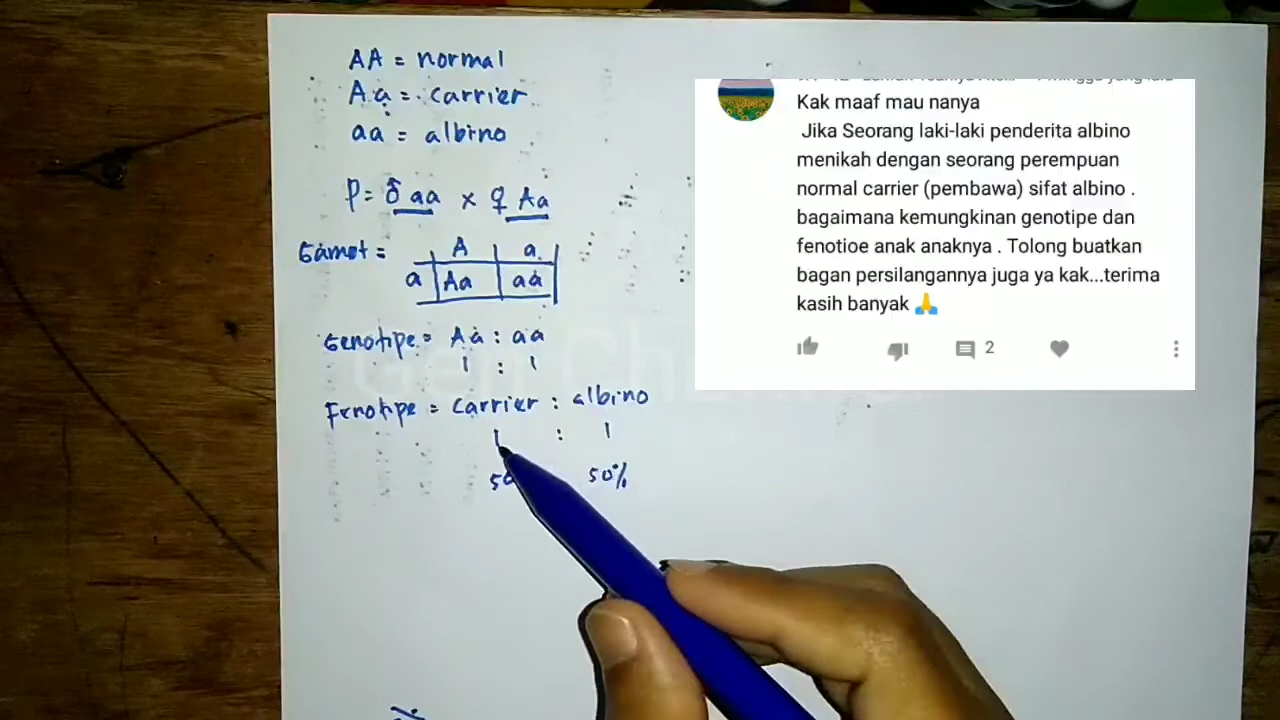 AA = normal
Aa = carrier
aa = albino
P = ♂ aa x ♀ Aa
Gamet =
A a
a Aa aa
Genotipe = Aa : aa
1 : 1
Fenotipe = carrier : albino
1 : 1
50%
Kak maaf mau nanya
Jika Seorang laki-laki penderita albino
menikah dengan seorang perempuan
normal carrier (pembawa) sifat albino .
bagaimana kemungkinan genotipe dan
fenotioe anak anaknya . Tolong buatkan
bagan persilangannya juga ya kak...terima
kasih banyak 🙏
2